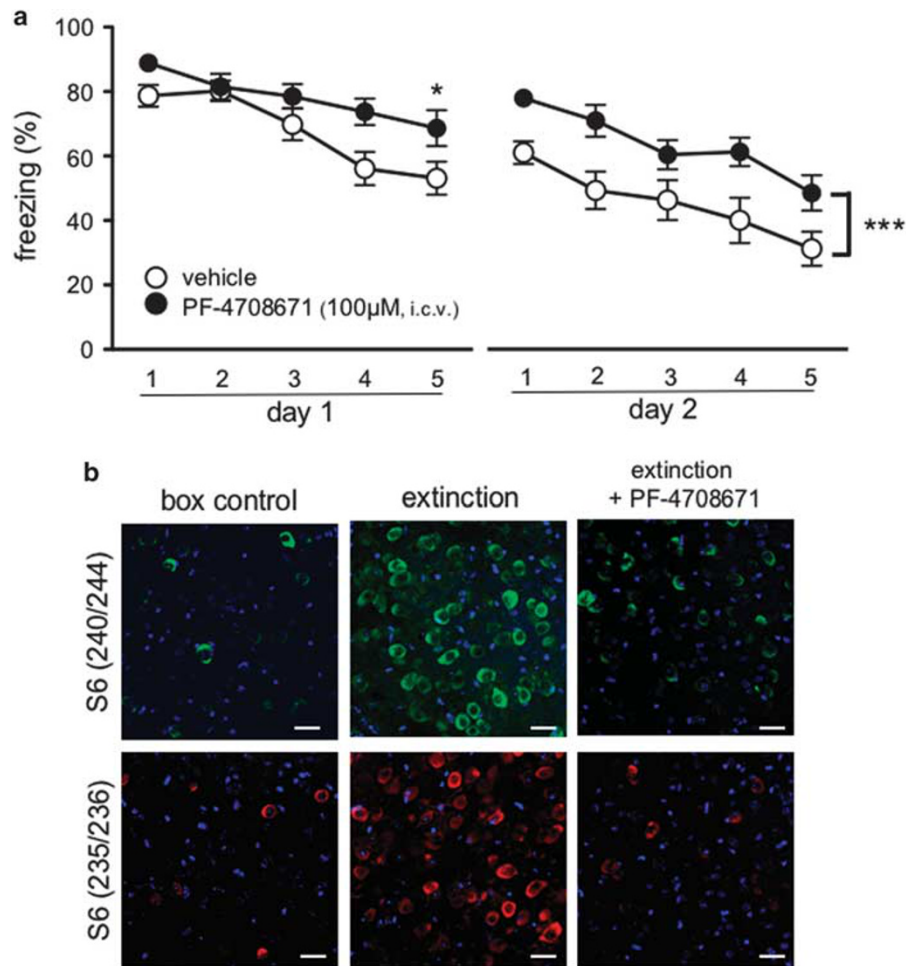 a
100
80
60
40
20
0
freezing (%)
*
***
vehicle
PF-4708671 (100µM, i.c.v.)
1 2 3 4 5
1 2 3 4 5
day 1
day 2
b
box control
extinction
extinction
+ PF-4708671
S6 (240/244)
S6 (235/236)